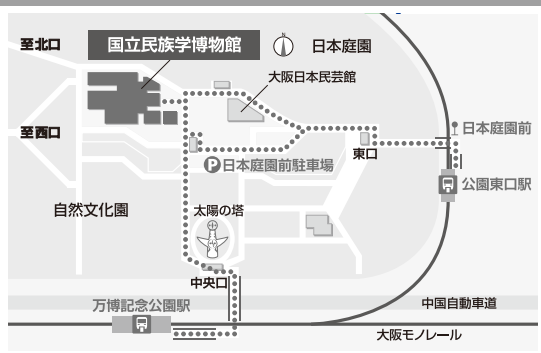 至北口
国立民族学博物館
日本庭園
大阪日本民芸館
至西口
日本庭園前
東口
P日本庭園前駐車場
公園東口駅
自然文化園
太陽の塔
中央口
万博記念公園駅
中国自動車道
大阪モノレール